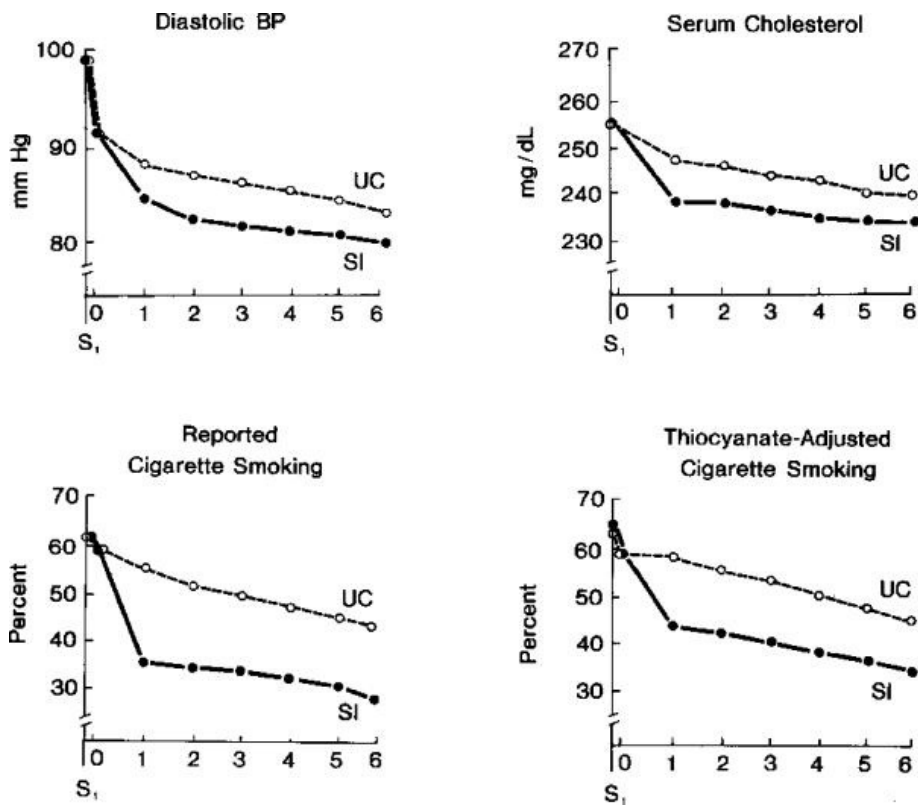 Diastolic BP
100
90
80
mm Hg
UC
SI
0 1 2 3 4 5 6
S₁
Serum Cholesterol
270
260
250
240
230
mg/dL
UC
SI
0 1 2 3 4 5 6
S₁
Reported
Cigarette Smoking
70
60
50
40
30
Percent
UC
SI
0 1 2 3 4 5 6
S₁
Thiocyanate-Adjusted
Cigarette Smoking
70
60
50
40
30
Percent
UC
SI
0 1 2 3 4 5 6
S₁